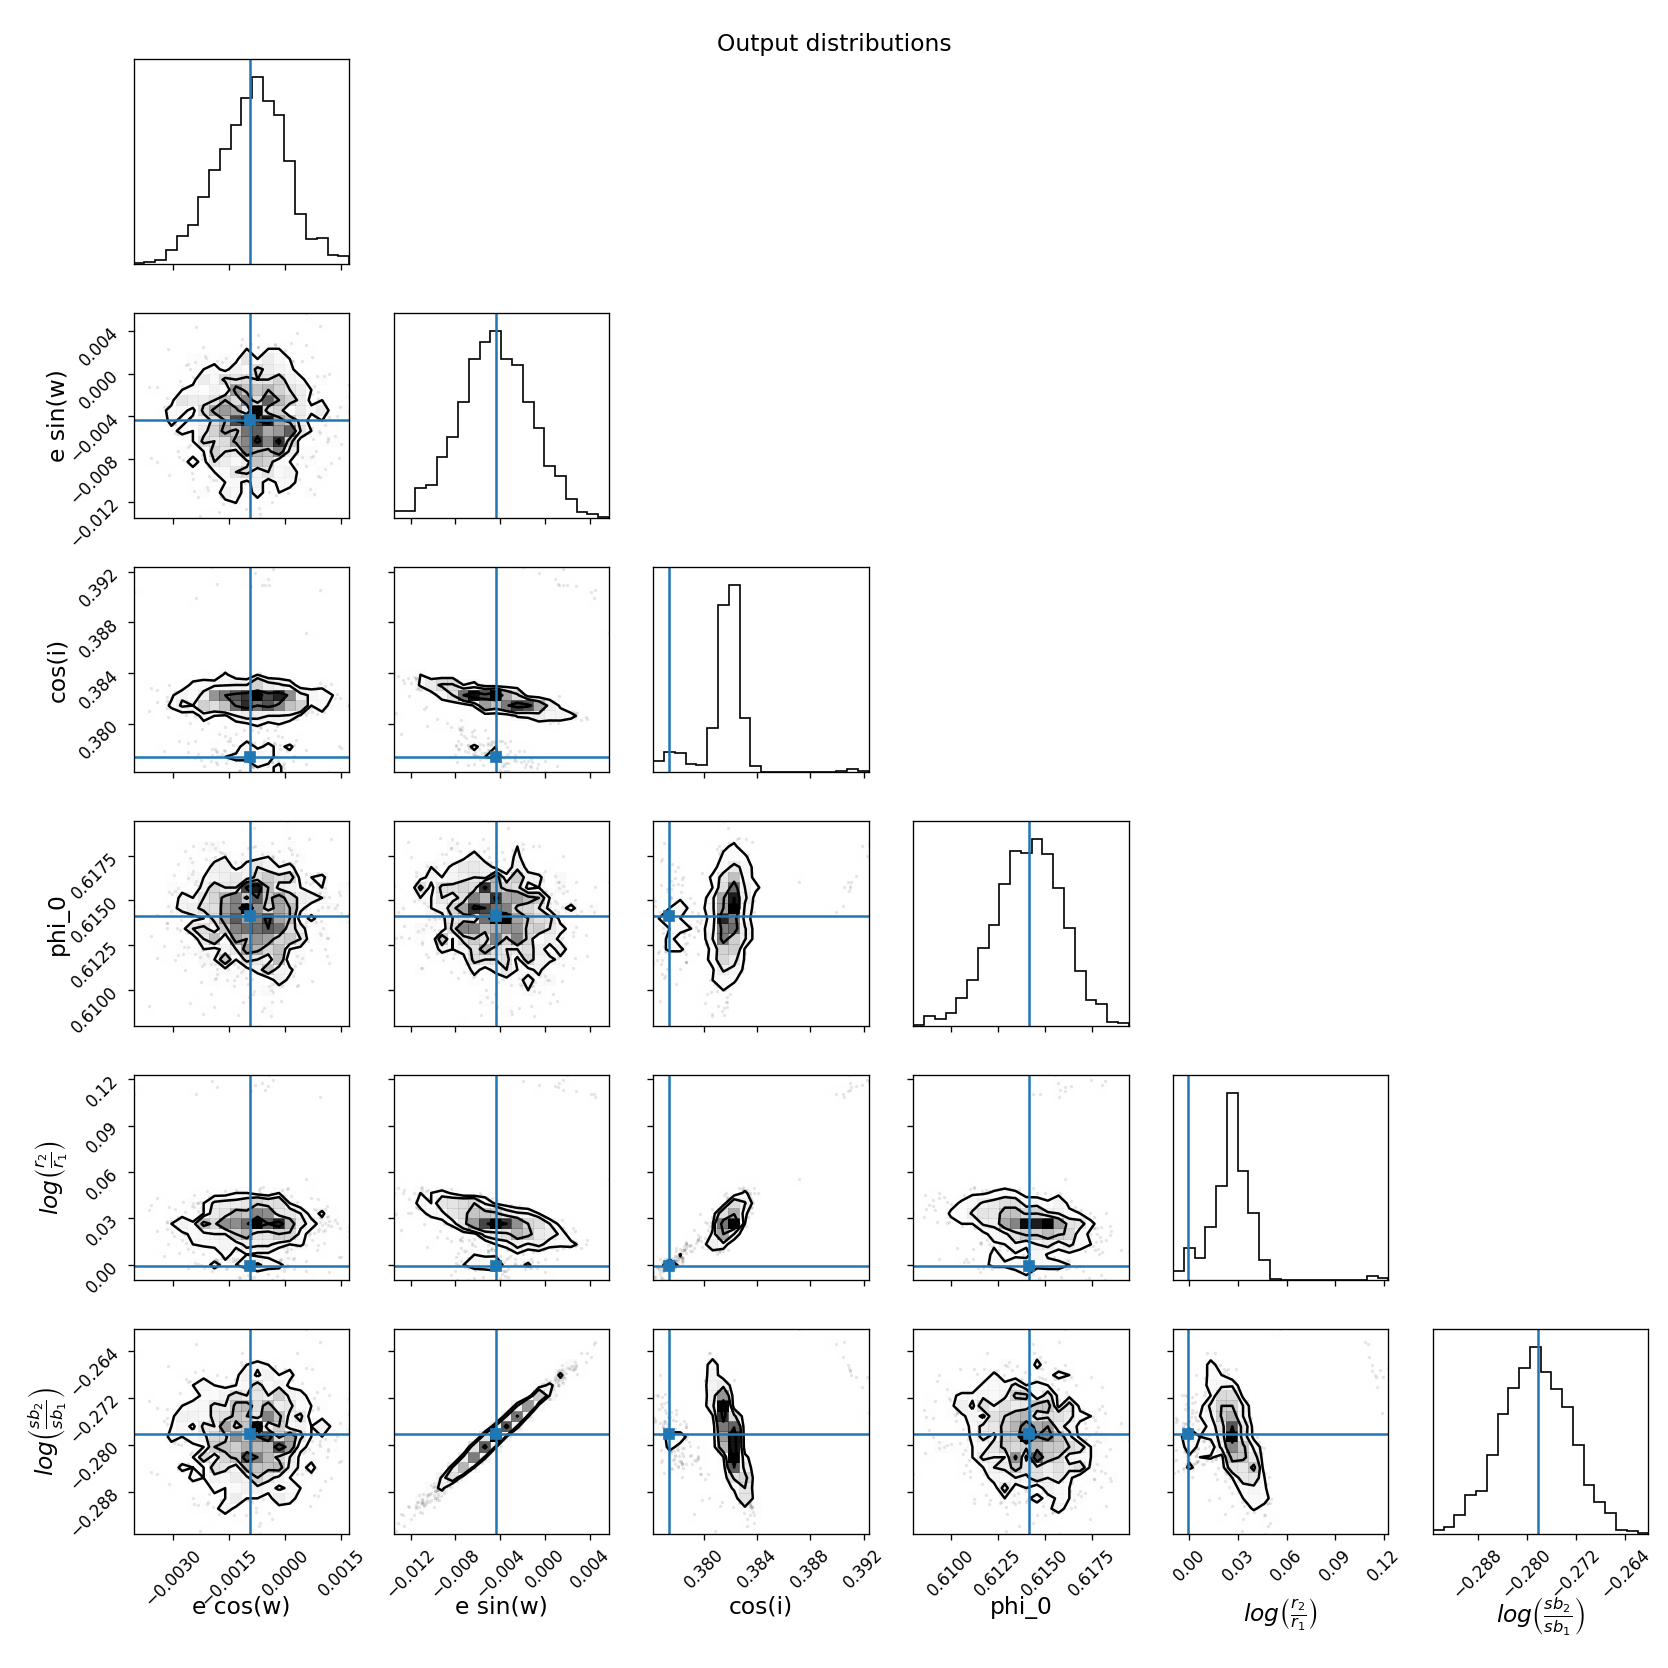 Output distributions
e sin(w)
0.004
0.000
−0.004
−0.008
−0.012
cos(i)
0.392
0.388
0.384
0.380
phi_0
0.6175
0.6150
0.6125
0.6100
log(r₂/r₁)
0.12
0.09
0.06
0.03
0.00
log(sb₂/sb₁)
−0.264
−0.272
−0.280
−0.288
−0.0030 −0.0015 0.0000 0.0015
−0.012 −0.008 −0.004 0.000 0.004
0.380 0.384 0.388 0.392
0.6100 0.6125 0.6150 0.6175
0.00 0.03 0.06 0.09 0.12
−0.288 −0.280 −0.272 −0.264
e cos(w) e sin(w) cos(i) phi_0 log(r₂/r₁) log(sb₂/sb₁)